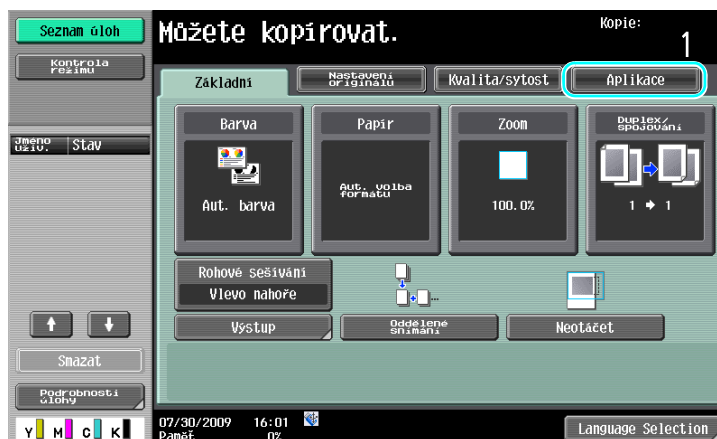 Seznam úloh
Můžete kopírovat.
Kopie:
1
Kontrola
režimu
Základní
Nastavení
originálu
Kvalita/sytost
Aplikace
Jméno
uživ.
Stav
Barva
Papír
Zoom
Duplex/
spojování
Aut. barva
Aut. volba
formátu
100.0%
1 → 1
Rohové sešívání
Vlevo nahoře
Výstup
Oddělené
snímání
Neotáčet
Smazat
Podrobnosti
úlohy
Y M C K
07/30/2009 16:01
Paměť 0%
Language Selection